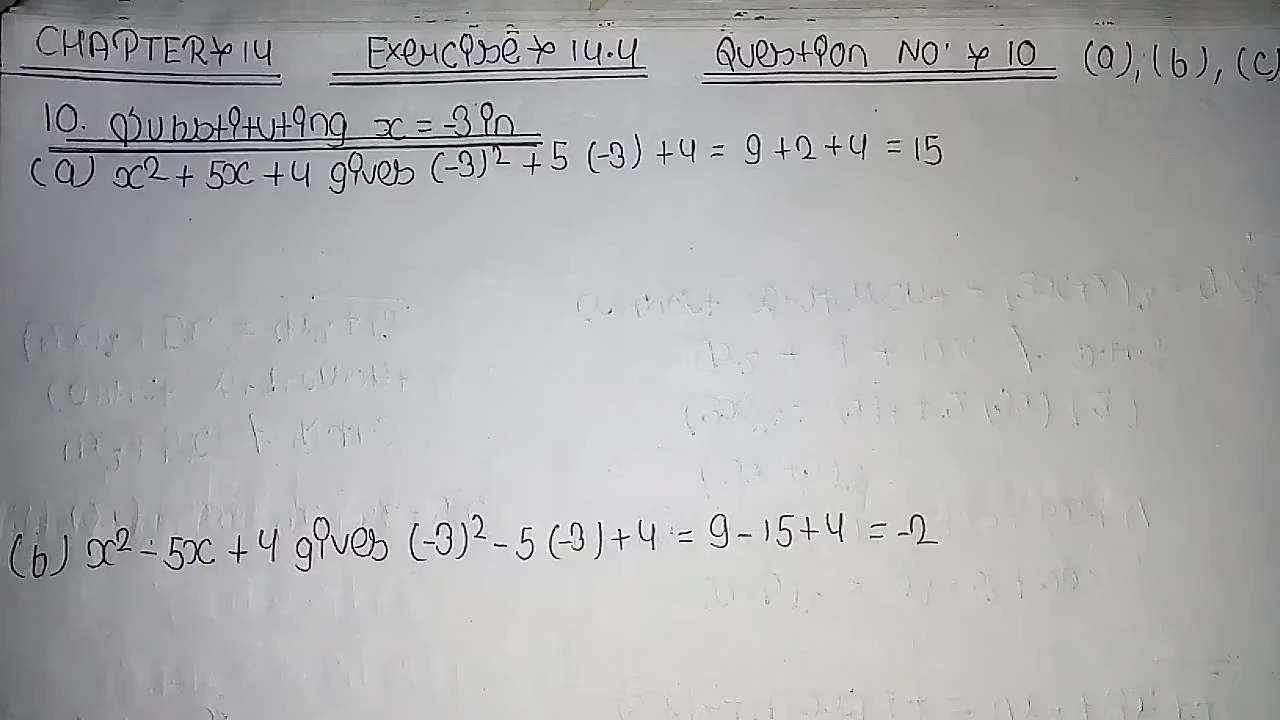 CHAPTER → 14 Exercise → 14.4 Question NO. → 10 (a), (b), (c)
10. Substituting x = -3 in
(a) x² + 5x + 4 gives (-3)² + 5 (-3) + 4 = 9 + 2 + 4 = 15
(b) x² - 5x + 4 gives (-3)² - 5 (-3) + 4 = 9 - 15 + 4 = -2